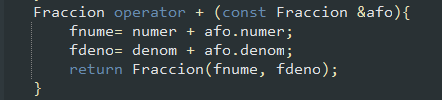 Fraccion operator + (const Fraccion &afo){
fnume= numer + afo.numer;
fdeno= denom + afo.denom;
return Fraccion(fnume, fdeno);
}